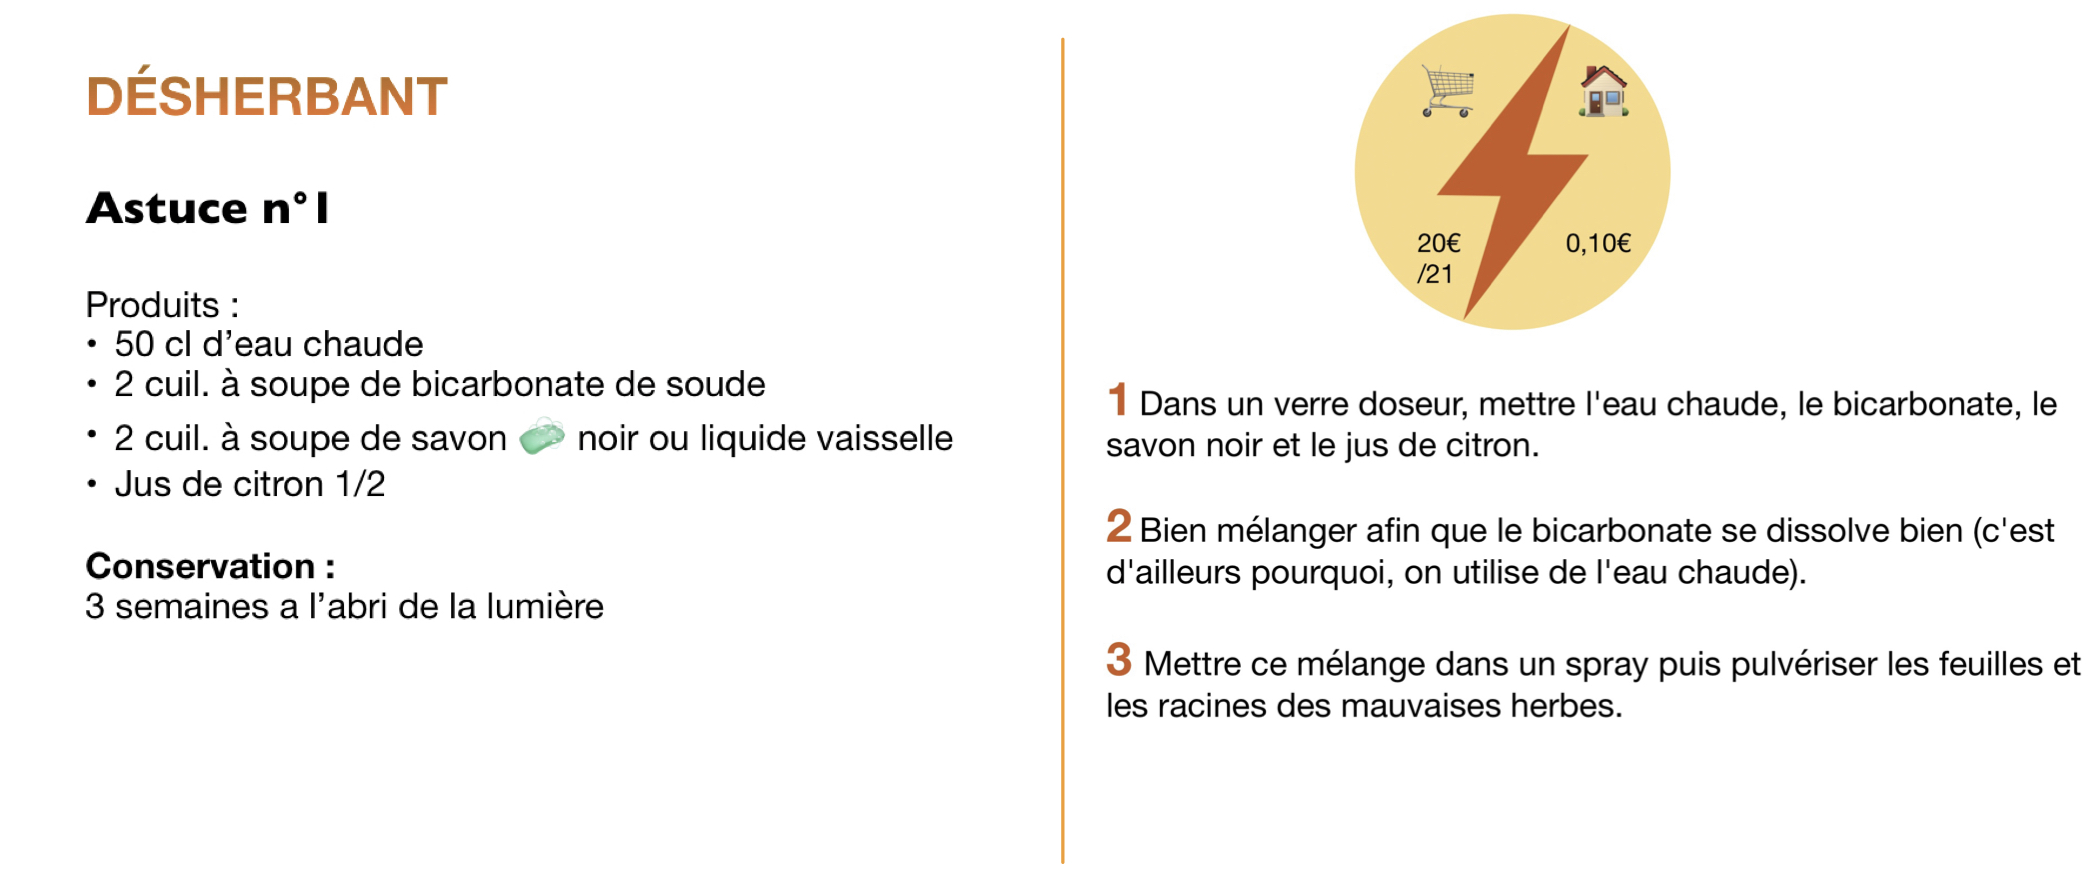 DÉSHERBANT
Astuce n°1
Produits :
• 50 cl d’eau chaude
• 2 cuil. à soupe de bicarbonate de soude
• 2 cuil. à soupe de savon 🧼 noir ou liquide vaisselle
• Jus de citron 1/2
Conservation :
3 semaines a l’abri de la lumière
20€
/21
0,10€
1 Dans un verre doseur, mettre l'eau chaude, le bicarbonate, le
savon noir et le jus de citron.
2 Bien mélanger afin que le bicarbonate se dissolve bien (c'est
d'ailleurs pourquoi, on utilise de l'eau chaude).
3 Mettre ce mélange dans un spray puis pulvériser les feuilles et
les racines des mauvaises herbes.